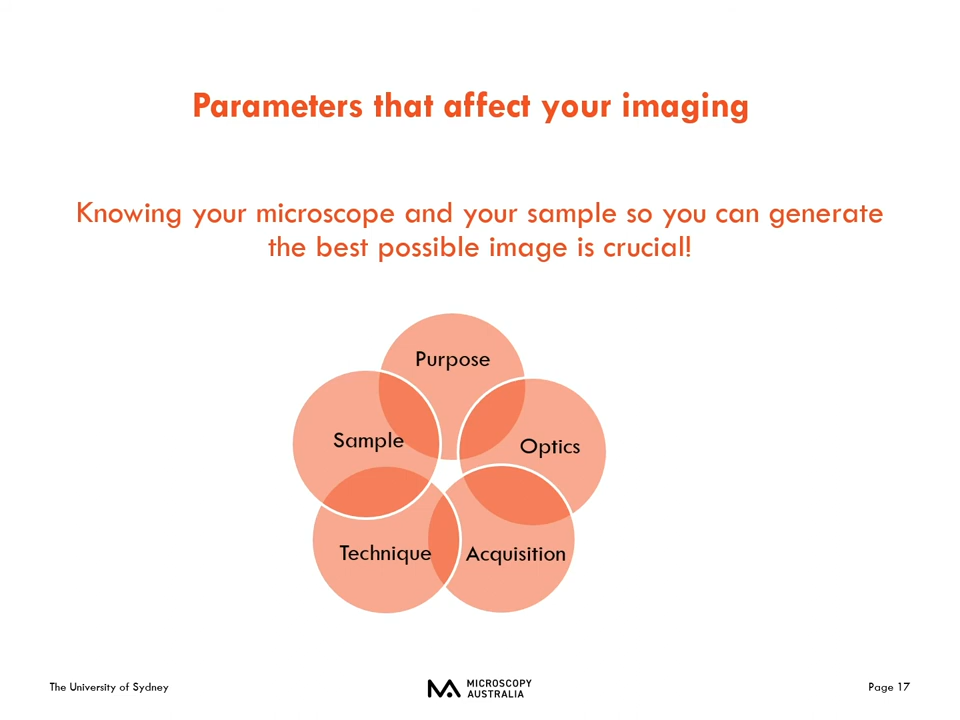 Parameters that affect your imaging
Knowing your microscope and your sample so you can generate
the best possible image is crucial!
Purpose
Sample
Optics
Technique
Acquisition
The University of Sydney
MICROSCOPY
AUSTRALIA
Page 17